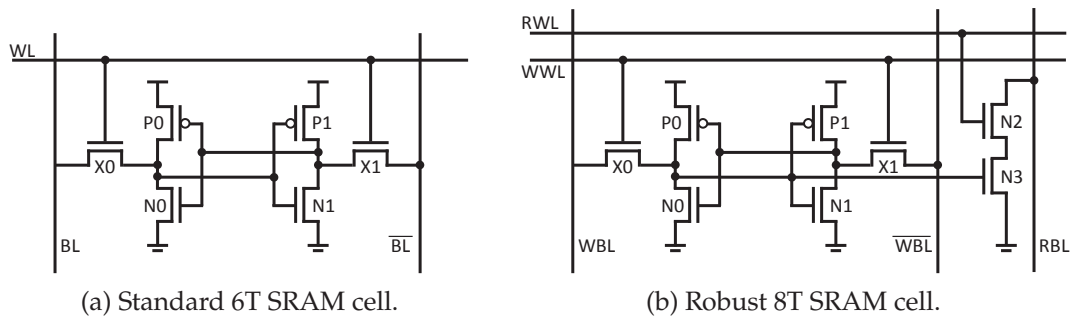 WL
P0
P1
X0
X1
N0
N1
BL
BL
(a) Standard 6T SRAM cell.
RWL
WWL
P0
P1
N2
X0
X1
N3
N0
N1
WBL
WBL
RBL
(b) Robust 8T SRAM cell.